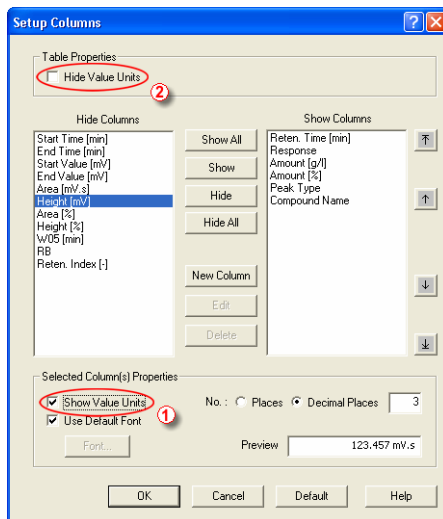 Setup Columns
Table Properties
Hide Value Units
2
Hide Columns
Show Columns
Start Time [min]
End Time [min]
Start Value [mV]
End Value [mV]
Area [mV.s]
Height [mV]
Area [%]
Height [%]
W05 [min]
RB
Reten. Index [-]
Show All
Show
Hide
Hide All
New Column
Edit
Delete
Reten. Time [min]
Response
Amount [g/l]
Amount [%]
Peak Type
Compound Name
Selected Column(s) Properties
Show Value Units
1
No. : Places Decimal Places 3
Use Default Font
Font...
Preview 123.457 mV.s
OK Cancel Default Help